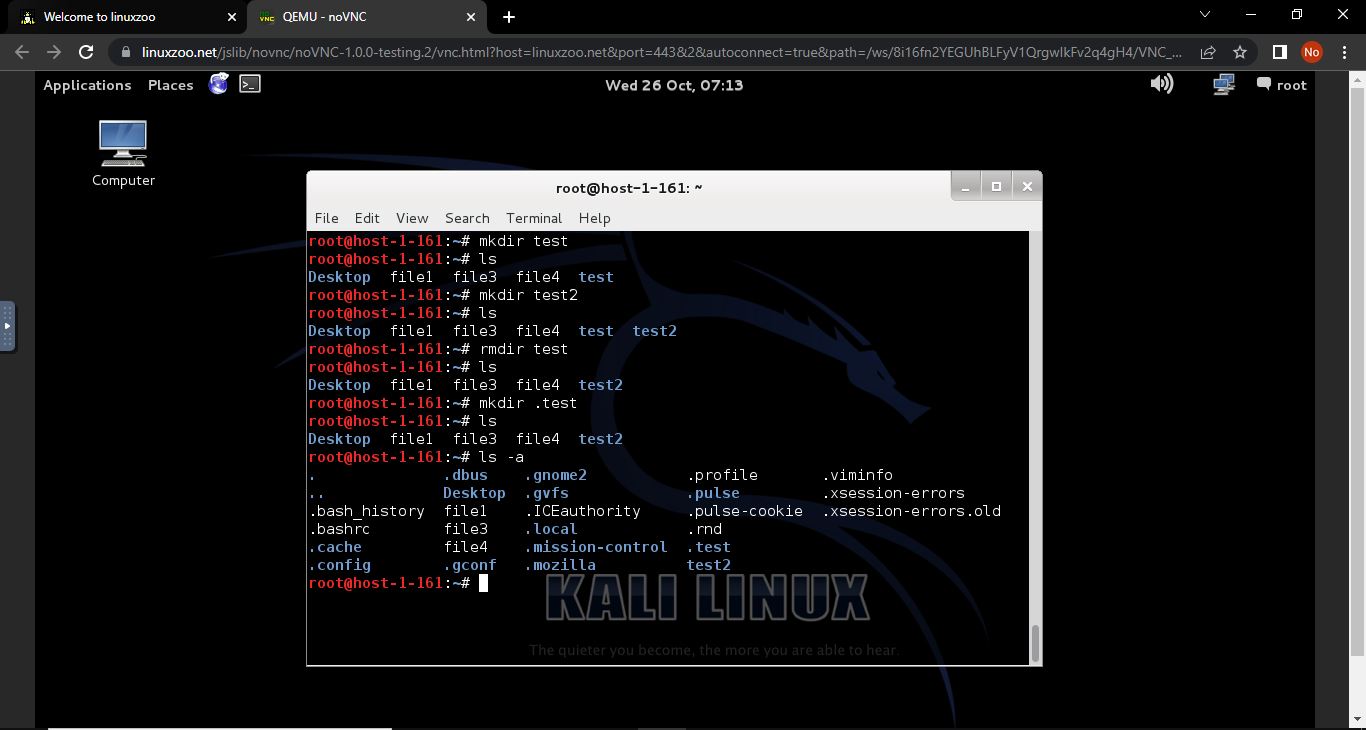 Welcome to linuxzoo
VNC QEMU - noVNC
linuxzoo.net/jslib/novnc/noVNC-1.0.0-testing.2/vnc.html?host=linuxzoo.net&port=443&2&autoconnect=true&path=/ws/8i16fn2YEGUhBLFyV1QrgwIkFv2q4gH4/VNC_...
No
Applications Places Wed 26 Oct, 07:13 root
Computer
root@host-1-161: ~
File Edit View Search Terminal Help
root@host-1-161:~# mkdir test
root@host-1-161:~# ls
Desktop file1 file3 file4 test
root@host-1-161:~# mkdir test2
root@host-1-161:~# ls
Desktop file1 file3 file4 test test2
root@host-1-161:~# rmdir test
root@host-1-161:~# ls
Desktop file1 file3 file4 test2
root@host-1-161:~# mkdir .test
root@host-1-161:~# ls
Desktop file1 file3 file4 test2
root@host-1-161:~# ls -a
. .dbus .gnome2 .profile .viminfo
.. Desktop .gvfs .pulse .xsession-errors
.bash_history file1 .ICEauthority .pulse-cookie .xsession-errors.old
.bashrc file3 .local .rnd
.cache file4 .mission-control .test
.config .gconf .mozilla test2
root@host-1-161:~#
KALI LINUX
The quieter you become, the more you are able to hear.